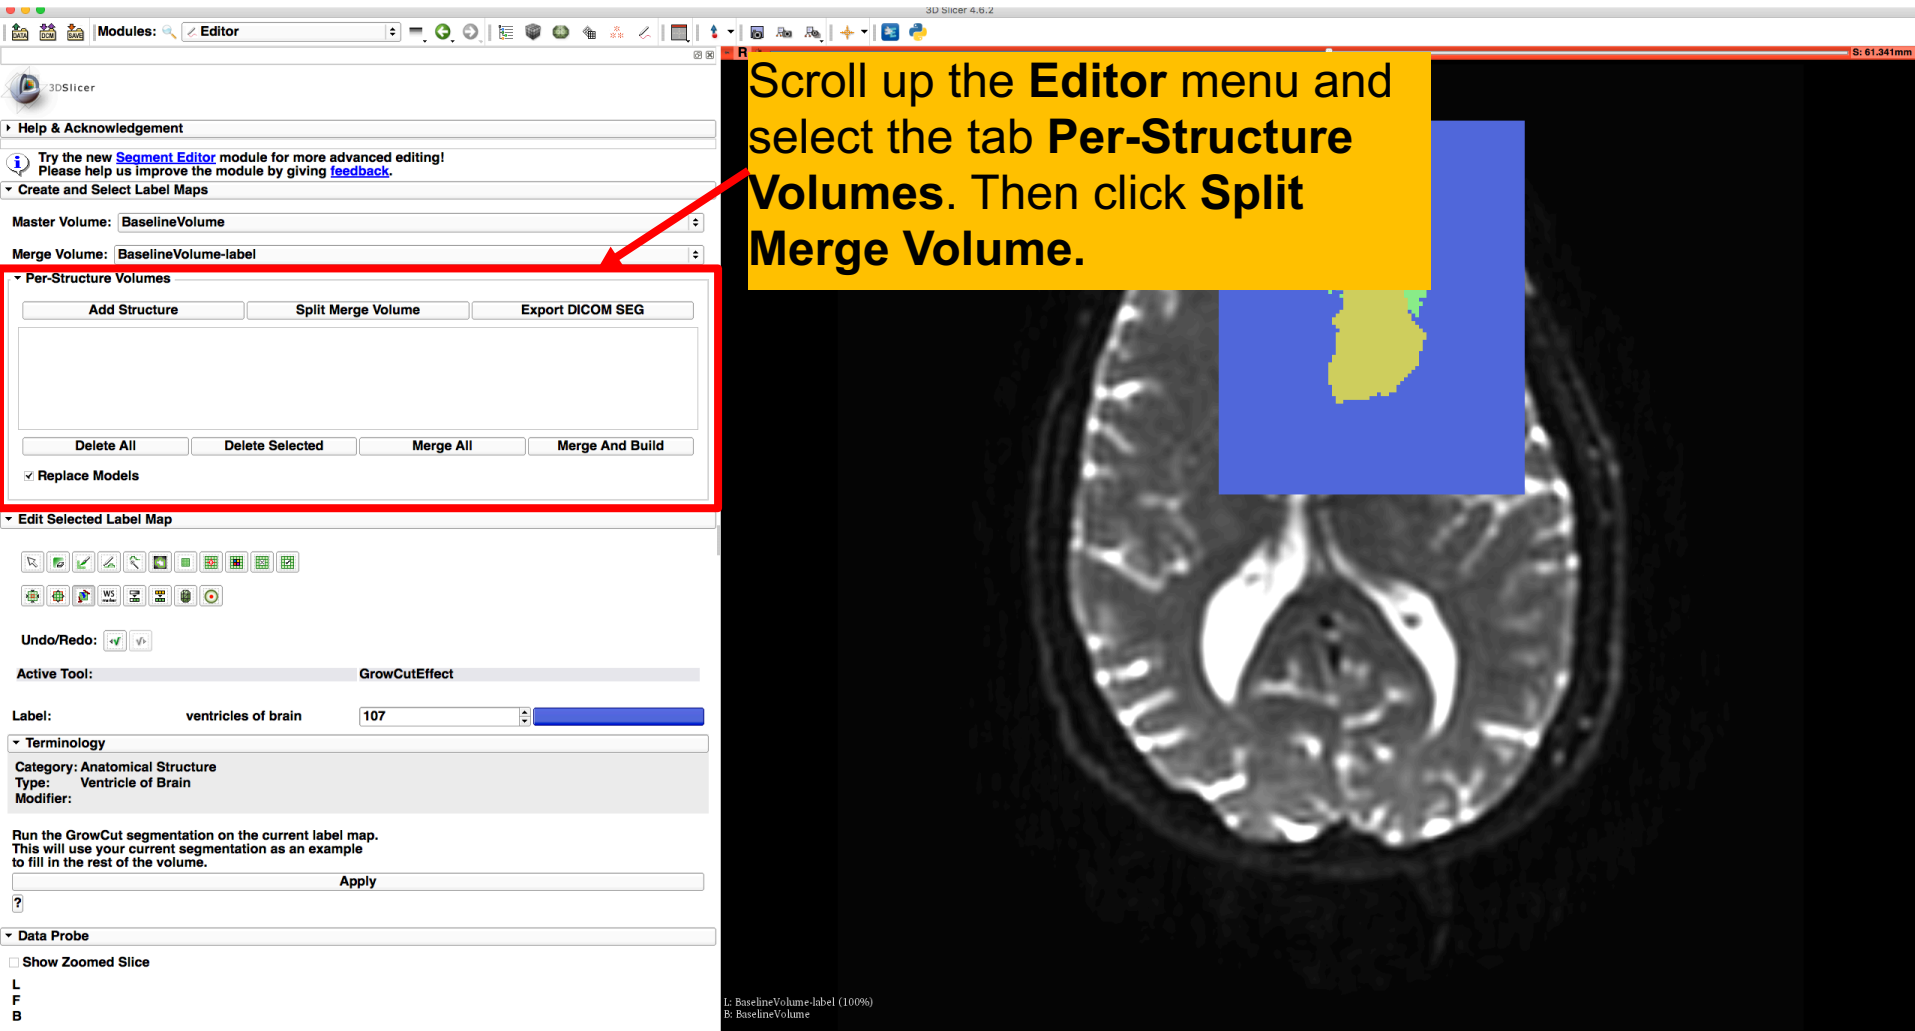 3D Slicer 4.6.2
DATA DCM SAVE Modules: Editor
R
S: 61.341mm
3DSlicer
Scroll up the Editor menu and
select the tab Per-Structure
Volumes. Then click Split
Merge Volume.
Help & Acknowledgement
Try the new Segment Editor module for more advanced editing!
Please help us improve the module by giving feedback.
Create and Select Label Maps
Master Volume: BaselineVolume
Merge Volume: BaselineVolume-label
Per-Structure Volumes
Add Structure Split Merge Volume Export DICOM SEG
Delete All Delete Selected Merge All Merge And Build
Replace Models
Edit Selected Label Map
WS
Undo/Redo:
Active Tool: GrowCutEffect
Label: ventricles of brain 107
Terminology
Category: Anatomical Structure
Type: Ventricle of Brain
Modifier:
Run the GrowCut segmentation on the current label map.
This will use your current segmentation as an example
to fill in the rest of the volume.
Apply
?
Data Probe
Show Zoomed Slice
L
F
B
L: BaselineVolume-label (100%)
B: BaselineVolume